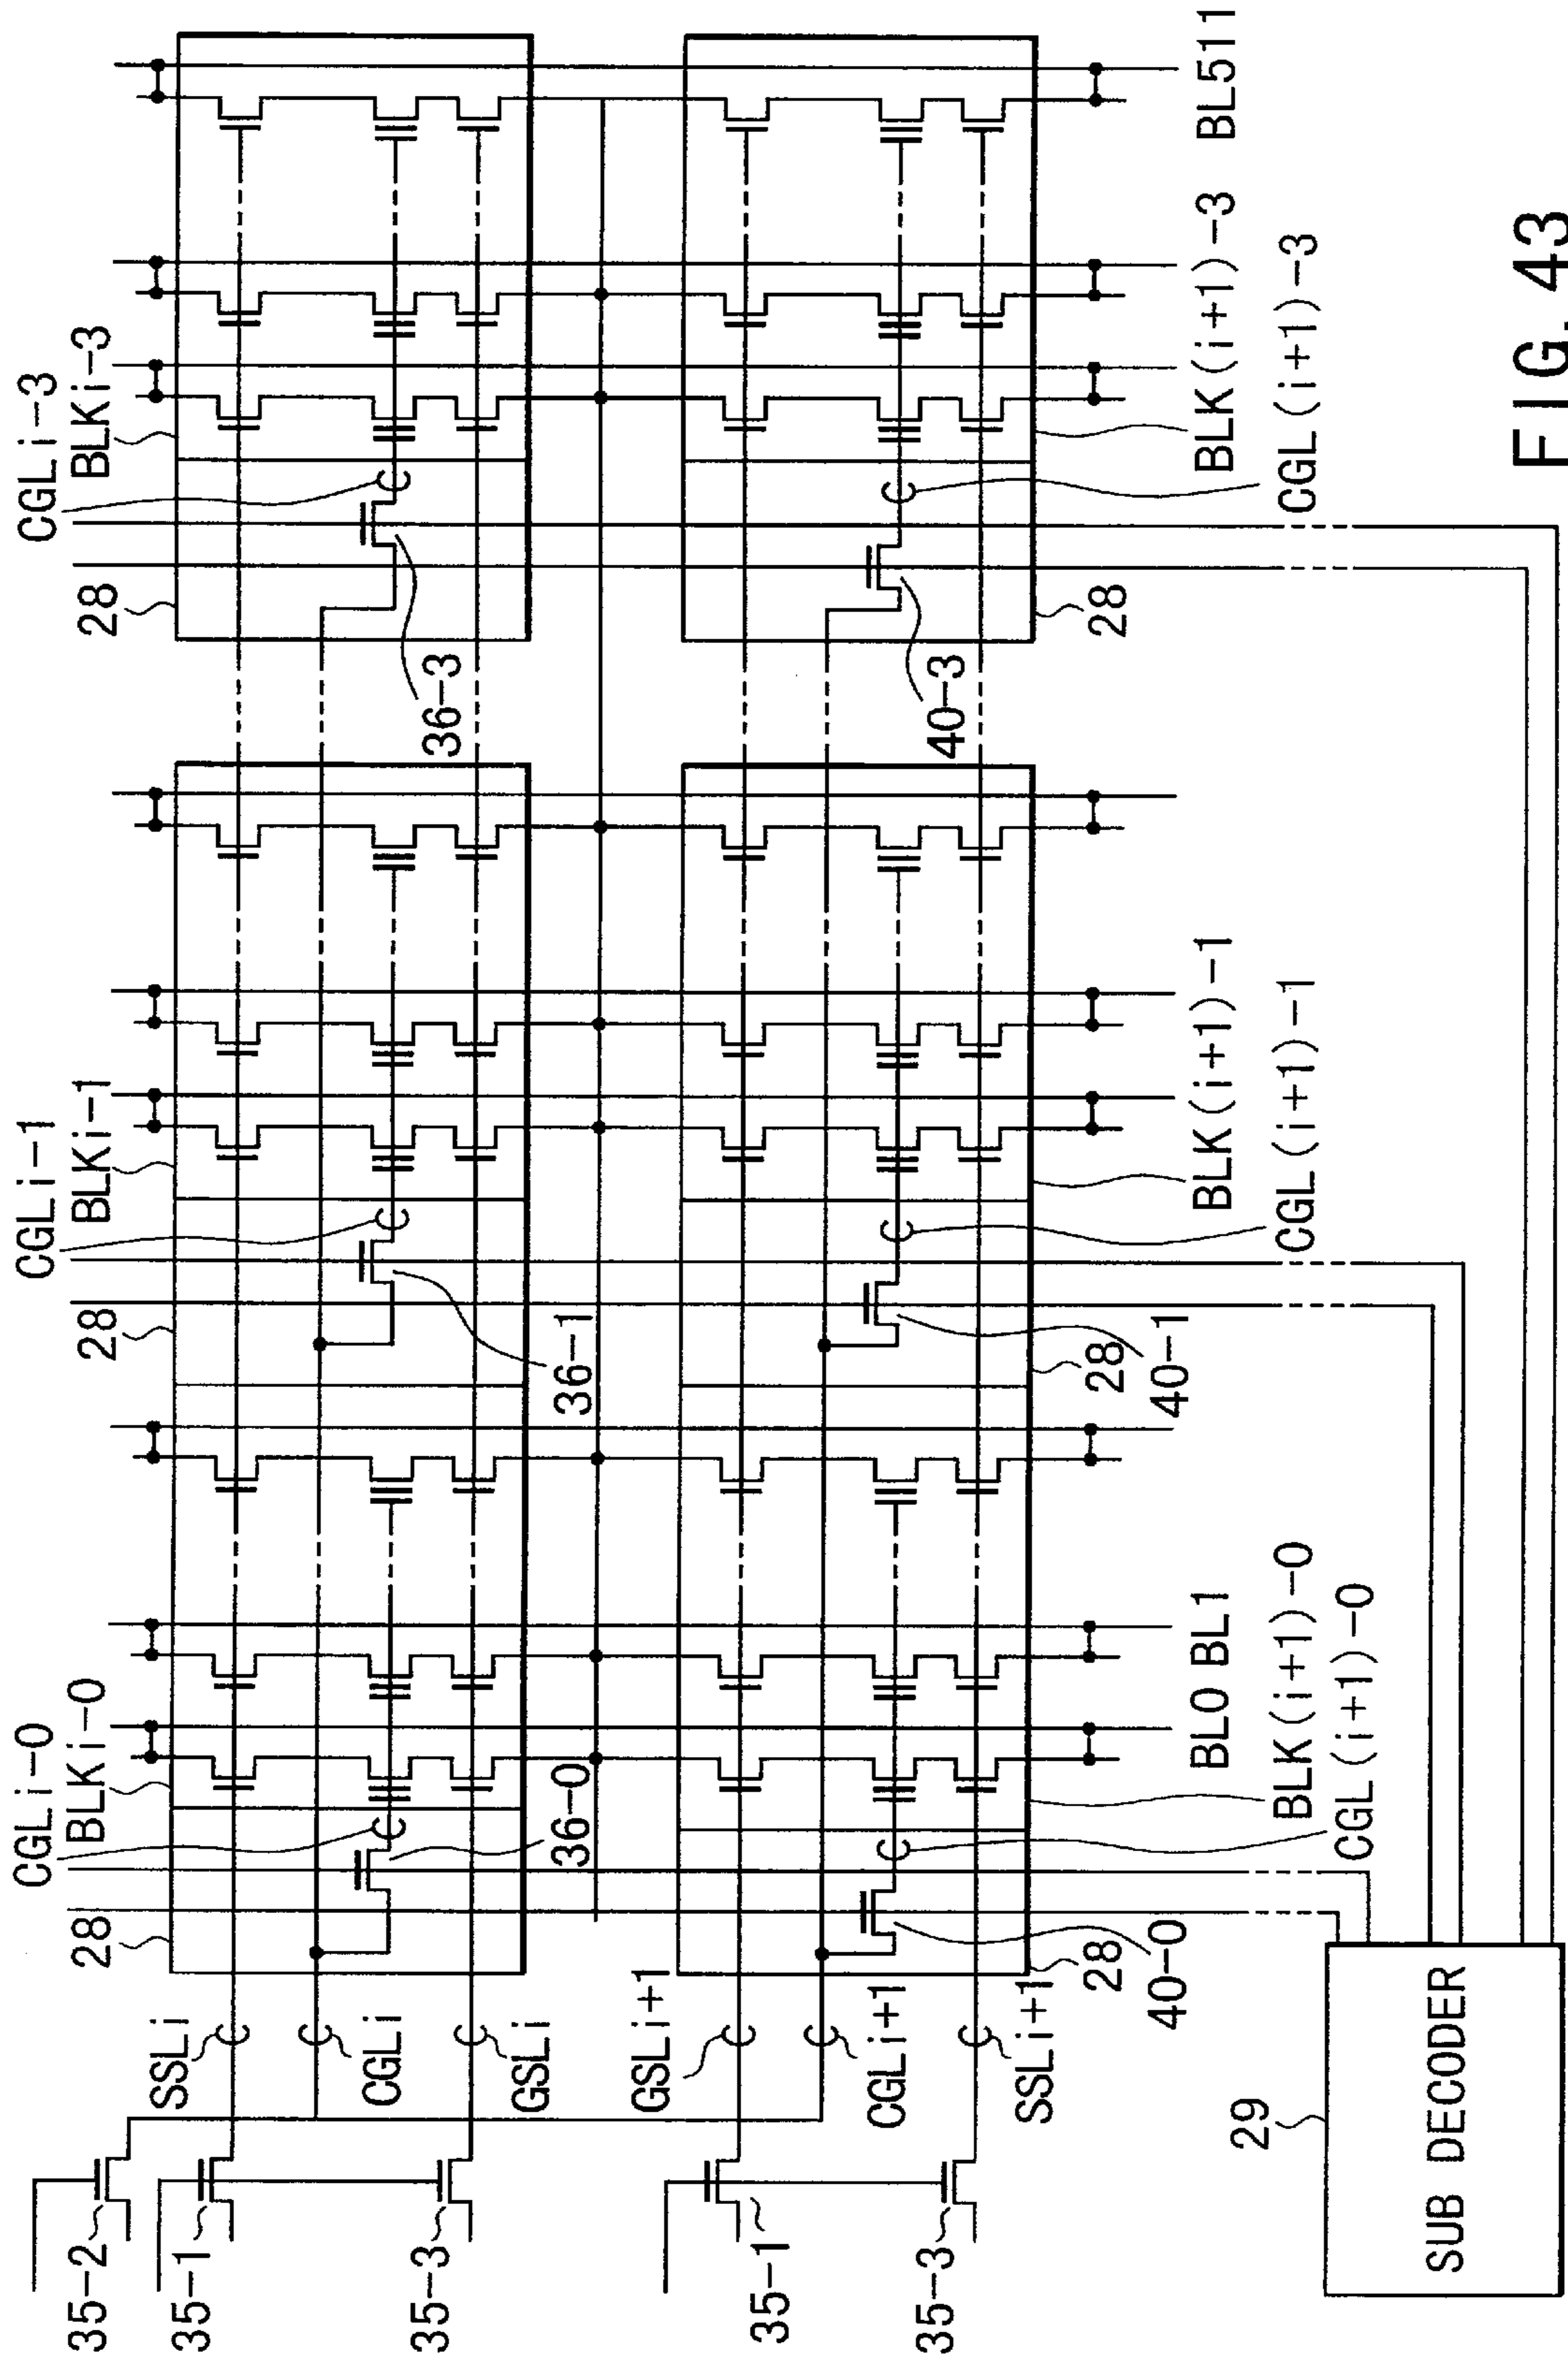 CGLi-0
BLKi-0
28
CGLi-1
BLKi-1
28
CGLi-3
BLKi-3
28
35-2
35-1
SSLi
CGLi
35-3
GSLi
36-0
36-1
36-3
35-1
GSLi+1
CGLi+1
35-3
SSLi+1
28
40-0
28
40-1
28
40-3
BL0 BL1
BLK(i+1)-0
CGL(i+1)-0
BLK(i+1)-1
CGL(i+1)-1
BLK(i+1)-3
BL511
CGL(i+1)-3
29
SUB DECODER
FIG. 43